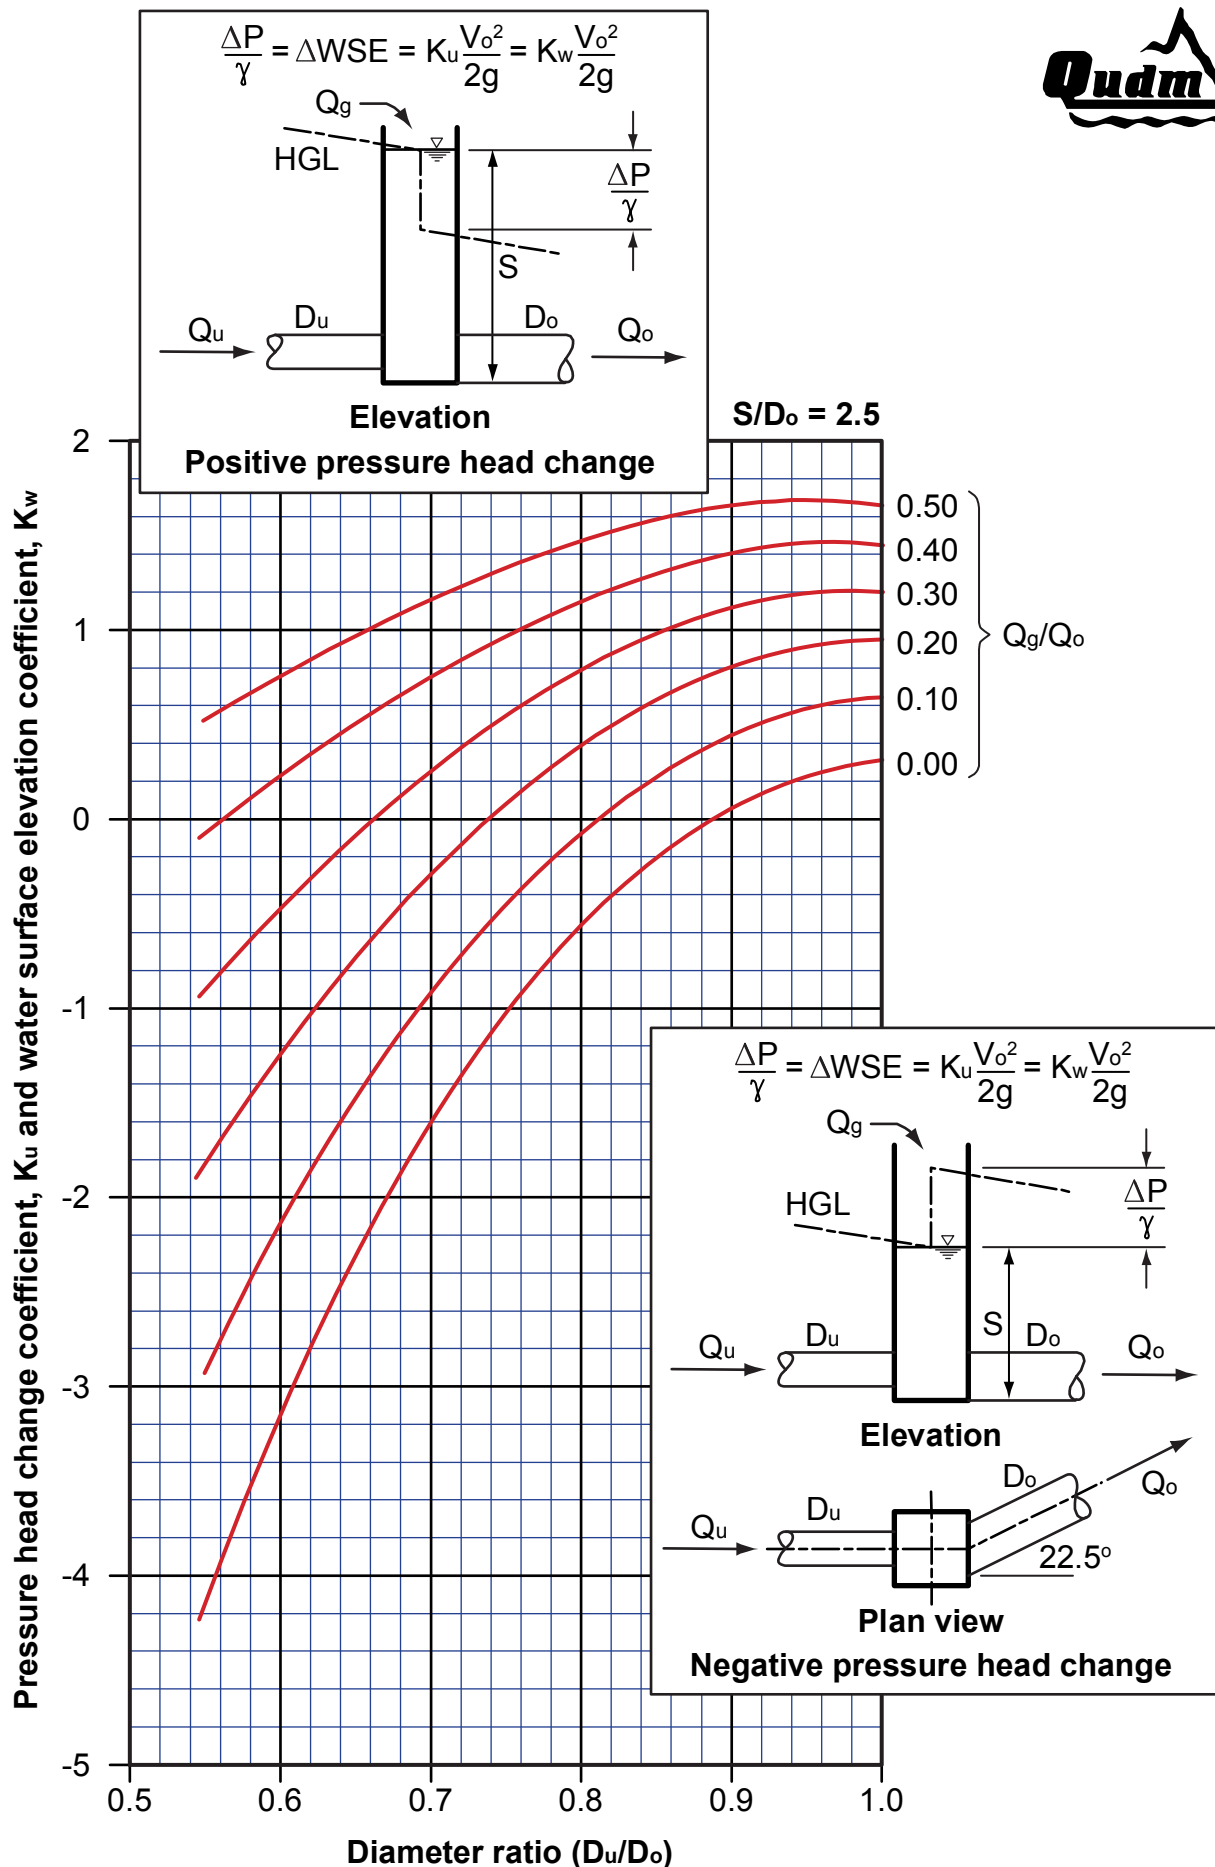 ΔP/γ = ΔWSE = Ku Vo²/2g = Kw Vo²/2g
Qudm
Qg
HGL
ΔP/γ
S
Du
Do
Qu
Qo
Elevation
Positive pressure head change
S/Do = 2.5
2
1
0
-1
-2
-3
-4
-5
Pressure head change coefficient, Ku and water surface elevation coefficient, Kw
0.50
0.40
0.30
0.20
0.10
0.00
Qg/Qo
ΔP/γ = ΔWSE = Ku Vo²/2g = Kw Vo²/2g
Qg
HGL
ΔP/γ
S
Du
Do
Qu
Qo
Elevation
Do
Qo
Du
Qu
22.5º
Plan view
Negative pressure head change
0.5 0.6 0.7 0.8 0.9 1.0
Diameter ratio (Du/Do)